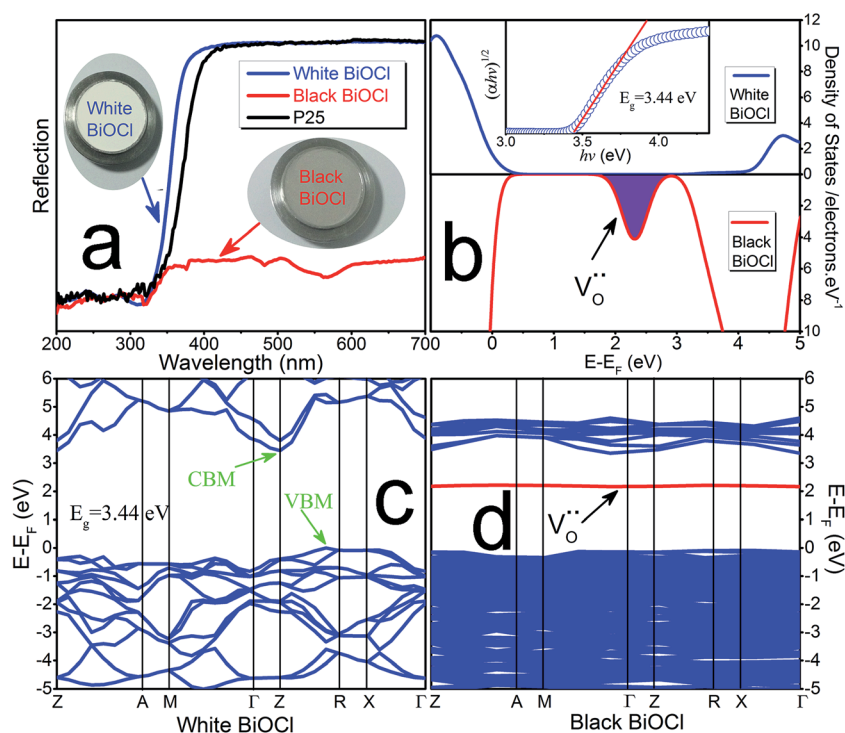 Reflection
White BiOCl
Black BiOCl
P25
White
BiOCl
Black
BiOCl
a
200 300 400 500 600 700
Wavelength (nm)
12
10
8
6
4
2
0
2
4
6
8
10
Density of States /electrons.eV⁻¹
(αhν)^1/2
E_g=3.44 eV
3.0 3.5 4.0
hν (eV)
White
BiOCl
Black
BiOCl
b
V_O^··
0 1 2 3 4 5
E-E_F (eV)
6
5
4
3
2
1
0
-1
-2
-3
-4
-5
E-E_F (eV)
CBM
VBM
E_g=3.44 eV
c
Z A M Γ Z R X Γ
White BiOCl
d
V_O^··
6
5
4
3
2
1
0
-1
-2
-3
-4
-5
E-E_F (eV)
Z A M Γ Z R X Γ
Black BiOCl